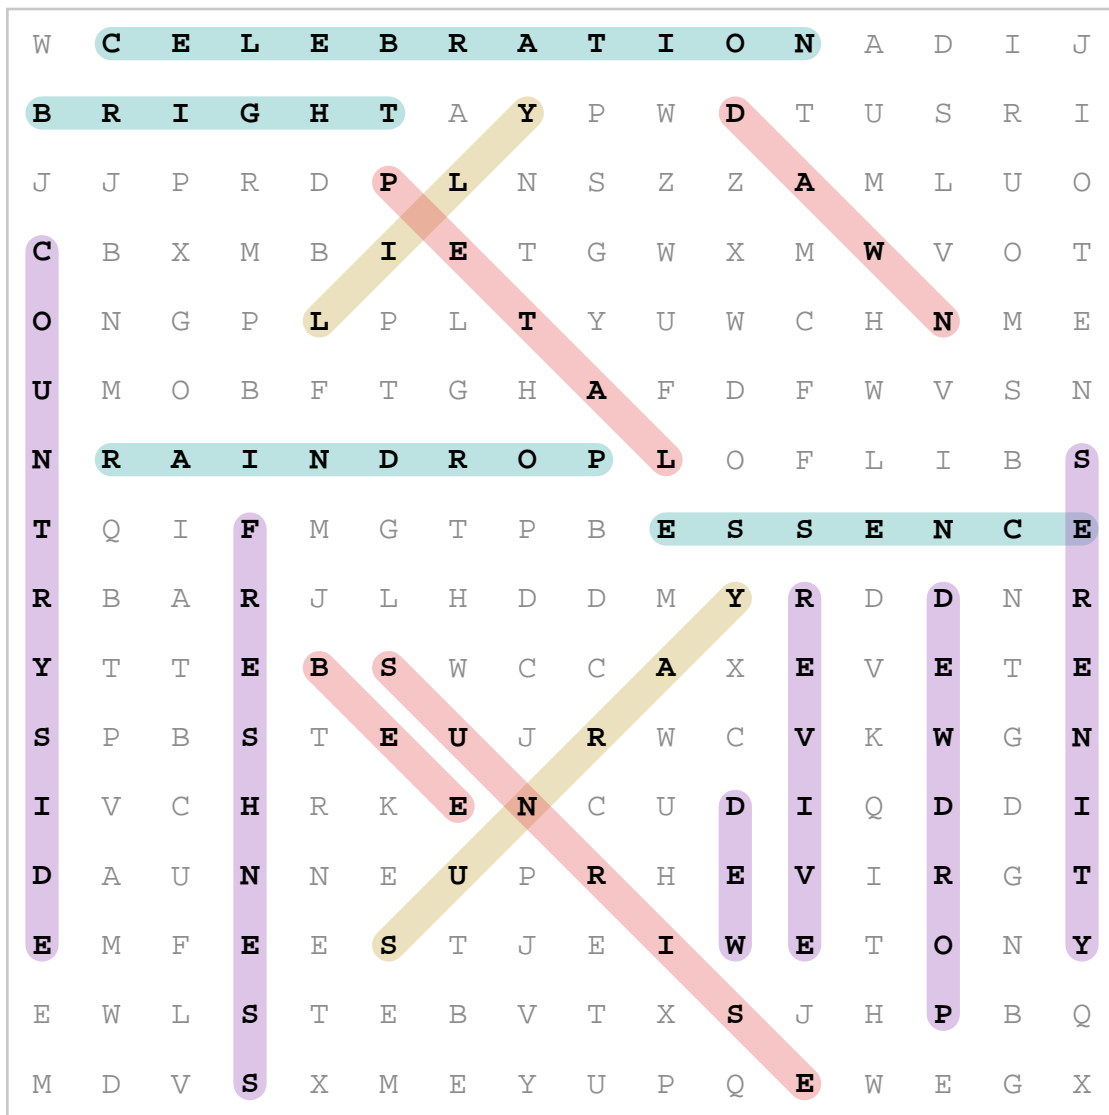 W C E L E B R A T I O N A D I J
B R I G H T A Y P W D T U S R I
J J P R D P L N S Z Z A M L U O
C B X M B I E T G W X M W V O T
O N G P L P L T Y U W C H N M E
U M O B F T G H A F D F W V S N
N R A I N D R O P L O F L I B S
T Q I F M G T P B E S S E N C E
R B A R J L H D D M Y R D D N R
Y T T E B S W C C A X E V E T E
S P B S T E U J R W C V K W G N
I V C H R K E N C U D I Q D D I
D A U N N E U P R H E V I R G T
E M F E E S T J E I W E T O N Y
E W L S T E B V T X S J H P B Q
M D V S X M E Y U P Q E W E G X